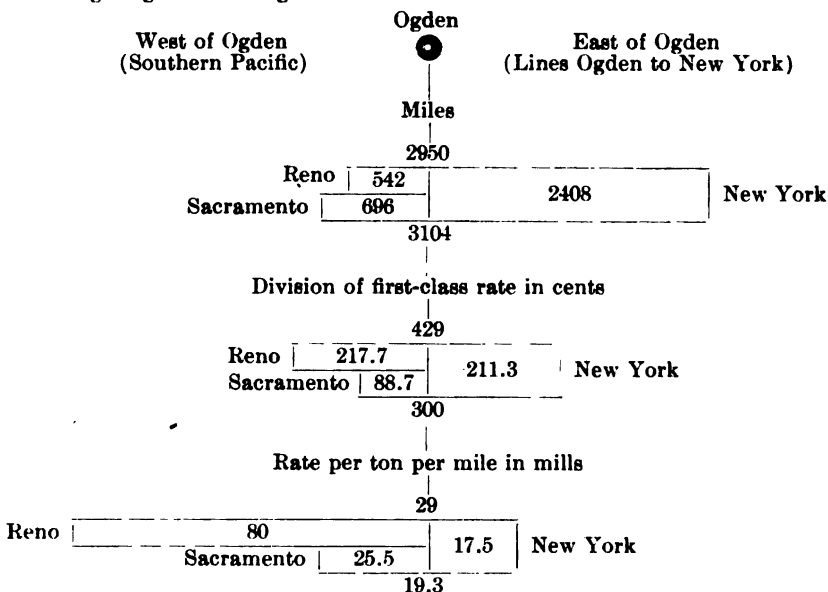 Ogden
West of Ogden East of Ogden
(Southern Pacific) (Lines Ogden to New York)
Miles
2950
Reno 542
2408 New York
Sacramento 696
3104
Division of first-class rate in cents
429
Reno 217.7
211.3 New York
Sacramento 88.7
300
Rate per ton per mile in mills
29
Reno 80
17.5 New York
Sacramento 25.5
19.3